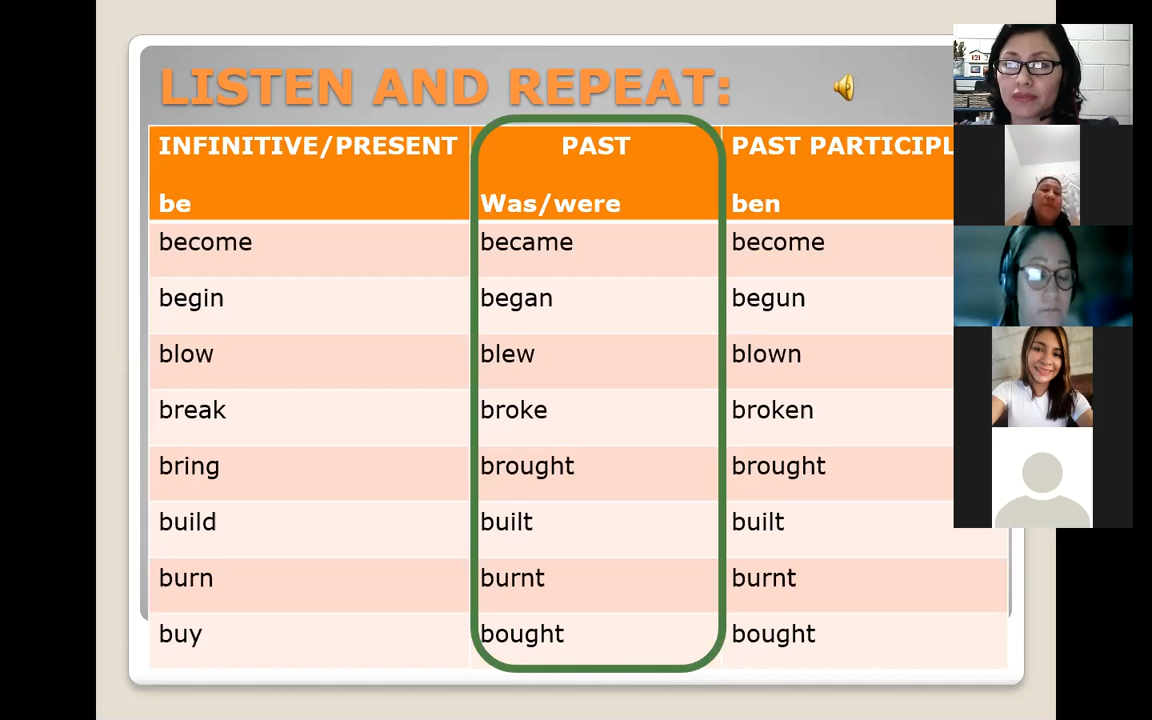 LISTEN AND REPEAT:
INFINITIVE/PRESENT PAST PAST PARTICIPL
be Was/were ben
become became become
begin began begun
blow blew blown
break broke broken
bring brought brought
build built built
burn burnt burnt
buy bought bought